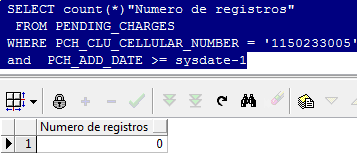 SELECT count(*)"Numero de registros"
FROM PENDING_CHARGES
WHERE PCH_CLU_CELLULAR_NUMBER = '1150233005'
and PCH_ADD_DATE >= sysdate-1
Numero de registros
1 0